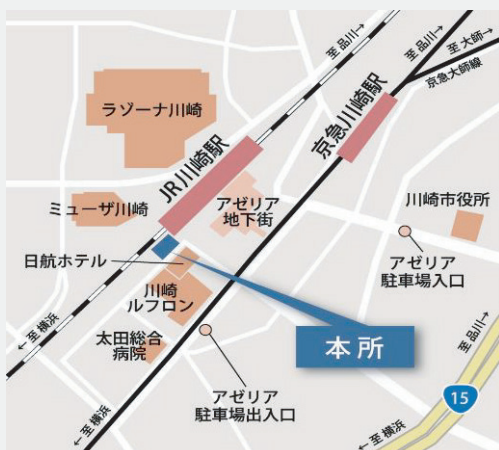 至 品川→
至 品川→
至 大師→
京急大師線
京急川崎駅
ラゾーナ川崎
JR川崎駅
ミューザ川崎
アゼリア
地下街
川崎市役所
日航ホテル
アゼリア
駐車場入口
川崎
ルフロン
←至 横浜
太田総合
病院
本所
至 品川→
アゼリア
駐車場出入口
15
←至 横浜